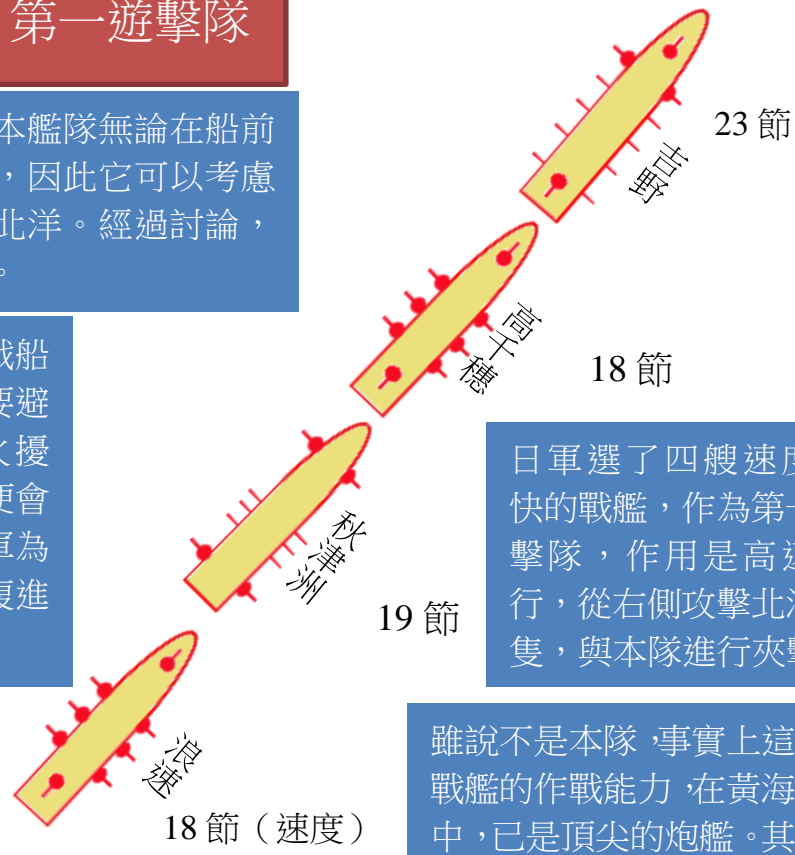 第一遊擊隊
本艦隊無論在船前
，因此它可以考慮
北洋。經過討論，
。
戰船
要避
火擾
便會
軍為
復進
23 節
吉野
高千穗
18 節
秋津洲
19 節
日軍選了四艘速度
快的戰艦，作為第一
擊隊，作用是高速
行，從右側攻擊北洋
隻，與本隊進行夾擊
浪速
18 節（速度）
雖說不是本隊，事實上這
戰艦的作戰能力，在黃海
中，已是頂尖的炮艦。其